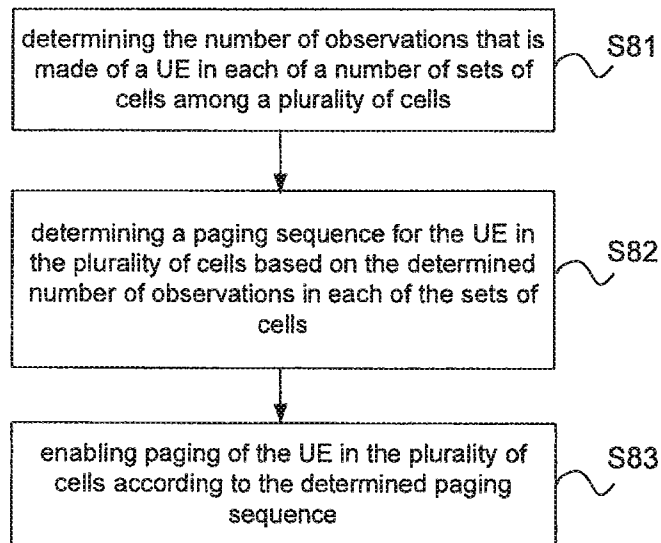 determining the number of observations that is
made of a UE in each of a number of sets of
cells among a plurality of cells
S81
determining a paging sequence for the UE in
the plurality of cells based on the determined
number of observations in each of the sets of
cells
S82
enabling paging of the UE in the plurality of
cells according to the determined paging
sequence
S83